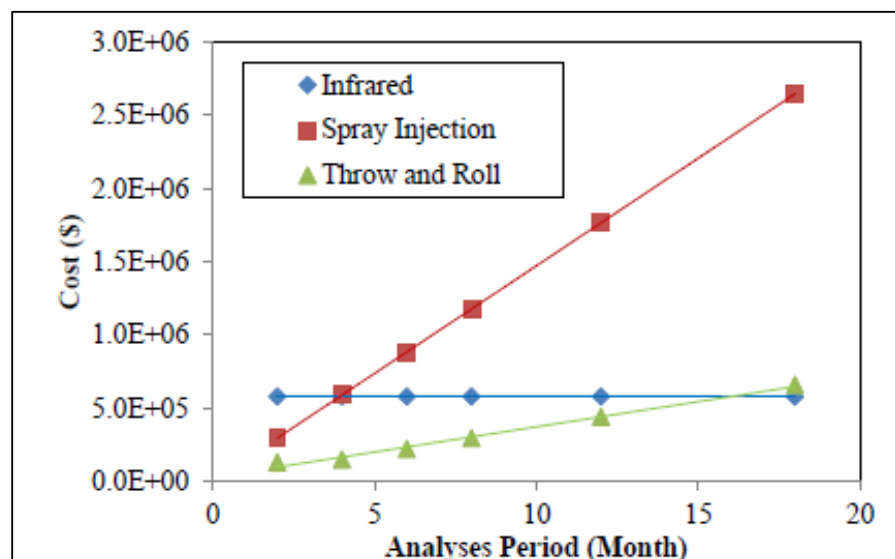 3.0E+06
2.5E+06
2.0E+06
1.5E+06
1.0E+06
5.0E+05
0.0E+00
Cost ($)
Infrared
Spray Injection
Throw and Roll
0 5 10 15 20
Analyses Period (Month)